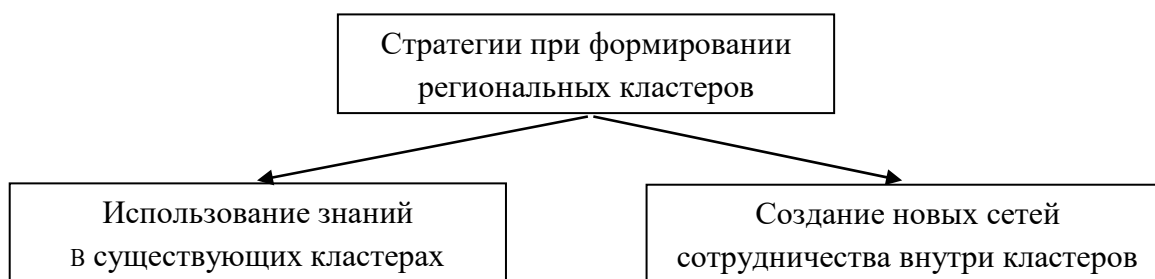 Стратегии при формировании
региональных кластеров
Использование знаний
В существующих кластерах
Создание новых сетей
сотрудничества внутри кластеров